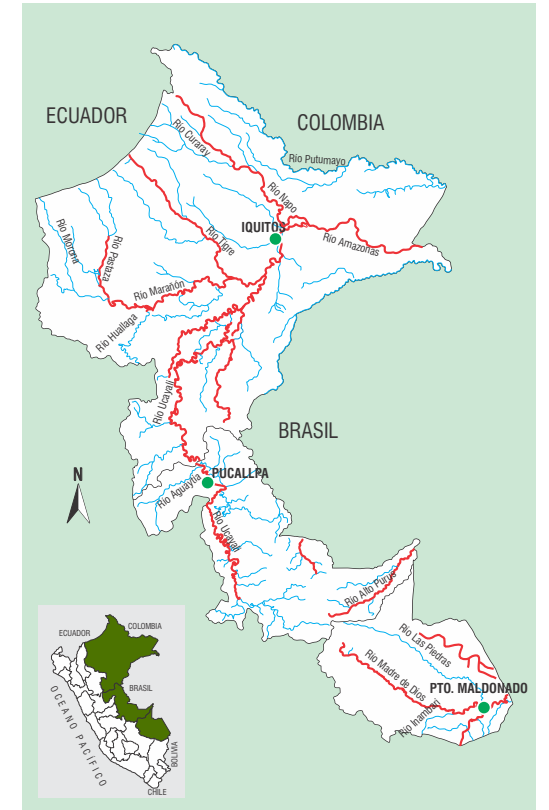 ECUADOR
COLOMBIA
Río Curaray
Río Putumayo
Río Napo
IQUITOS
Río Tigre
Río Amazonas
Río Morona
Río Pastaza
Río Marañón
Río Huallaga
Río Ucayali
BRASIL
N
PUCALLPA
Río Aguaytía
Río Ucayali
Río Alto Purus
Río Las Piedras
Río Madre de Dios
PTO. MALDONADO
Río Inambari
ECUADOR
COLOMBIA
BRASIL
OCEANO PACÍFICO
BOLIVIA
CHILE